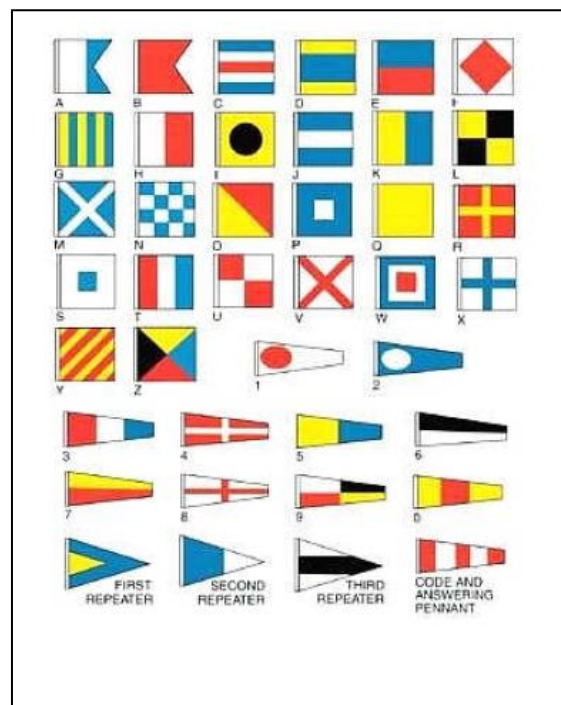 A B C D E F
G H I J K L
M N O P Q R
S T U V W X
Y Z 1 2
3 4 5 6
7 8 9 0
FIRST REPEATER SECOND REPEATER THIRD REPEATER CODE AND ANSWERING PENNANT